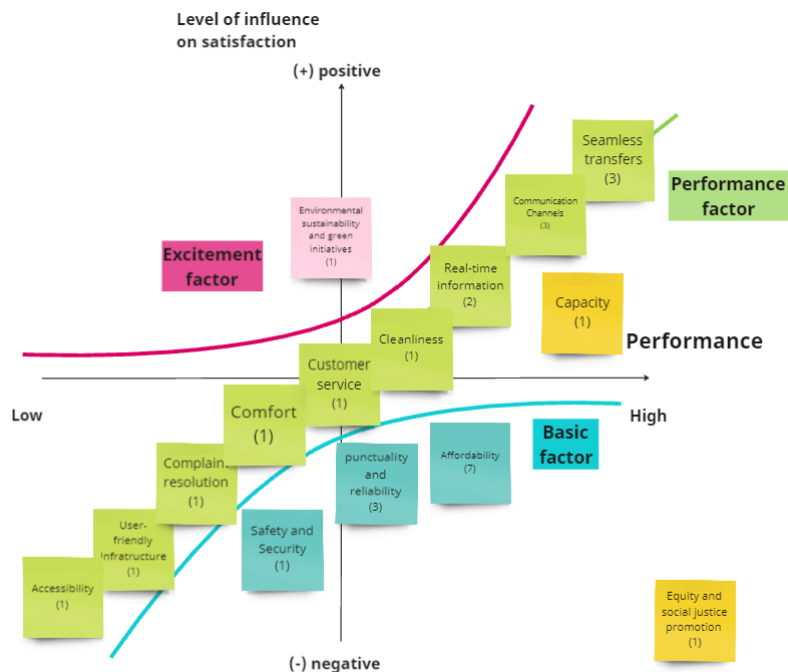 Level of influence
on satisfaction
(+) positive
Seamless
transfers
(3)
Performance
factor
Communication
Channels
(3)
Environmental
sustainability
and green
initiatives
(1)
Excitement
factor
Real-time
information
(2)
Capacity
(1)
Cleanliness
(1)
Performance
Customer
service
(1)
Low
High
Comfort
(1)
Basic
factor
Complaint
resolution
(1)
punctuality
and
reliability
(3)
Affordability
(7)
User-
friendly
infratructure
(1)
Safety and
Security
(1)
Accessibility
(1)
Equity and
social justice
promotion
(1)
(-) negative